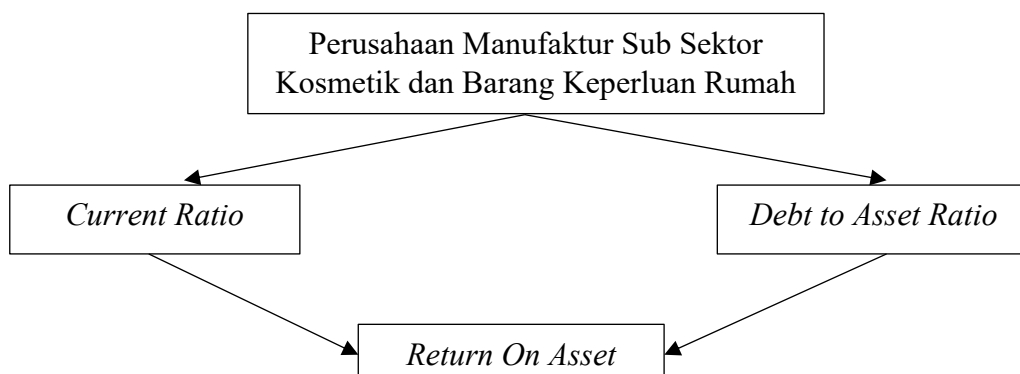 Perusahaan Manufaktur Sub Sektor
Kosmetik dan Barang Keperluan Rumah
Current Ratio
Debt to Asset Ratio
Return On Asset